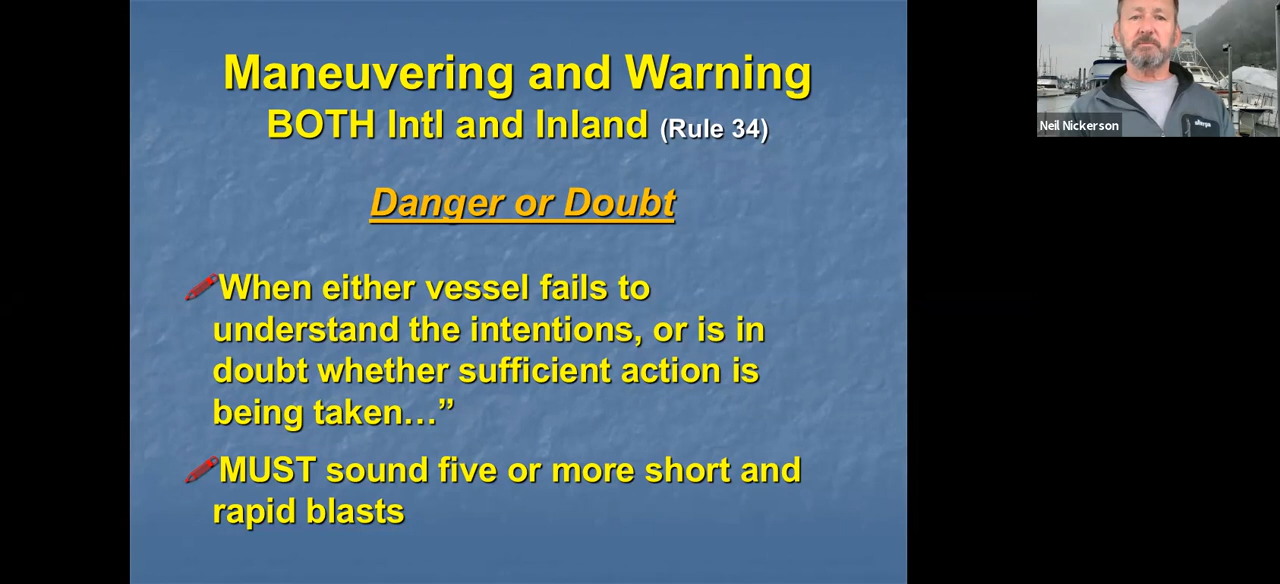 Maneuvering and Warning
BOTH Intl and Inland (Rule 34)
Danger or Doubt
When either vessel fails to
understand the intentions, or is in
doubt whether sufficient action is
being taken…”
MUST sound five or more short and
rapid blasts
Neil Nickerson